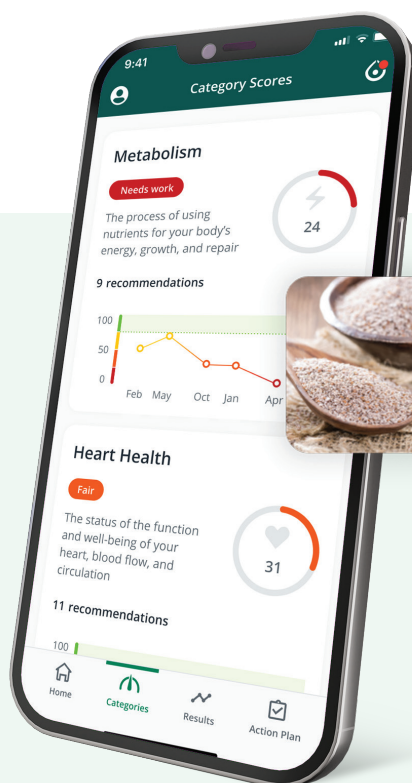 9:41
Category Scores
Metabolism
Needs work
The process of using
nutrients for your body's
energy, growth, and repair
24
9 recommendations
100
50
0
Feb May Oct Jan Apr
Heart Health
Fair
The status of the function
and well-being of your
heart, blood flow, and
circulation
31
11 recommendations
100
Home Categories Results Action Plan